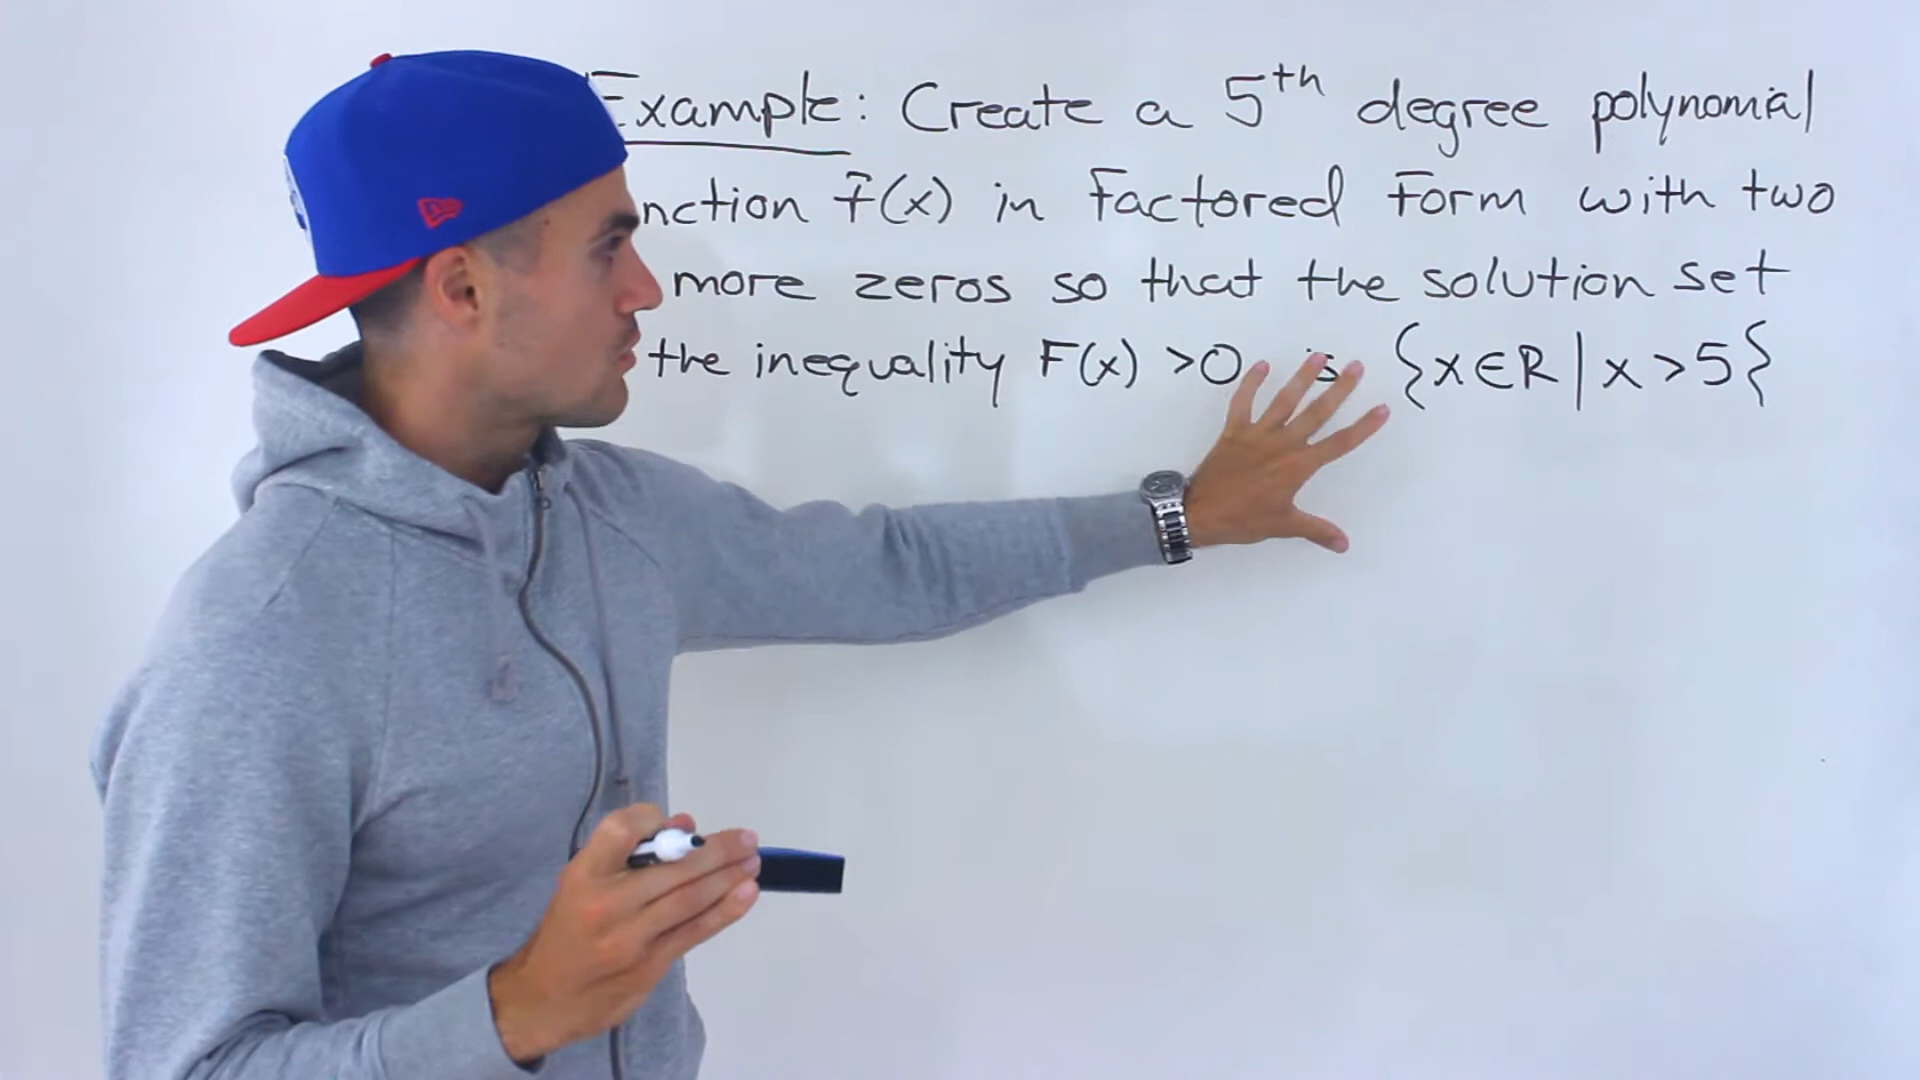 Example: Create a 5th degree polynomial
nction f(x) in factored form with two
more zeros so that the solution set
the inequality F(x) >0 is {x∈R | x >5}